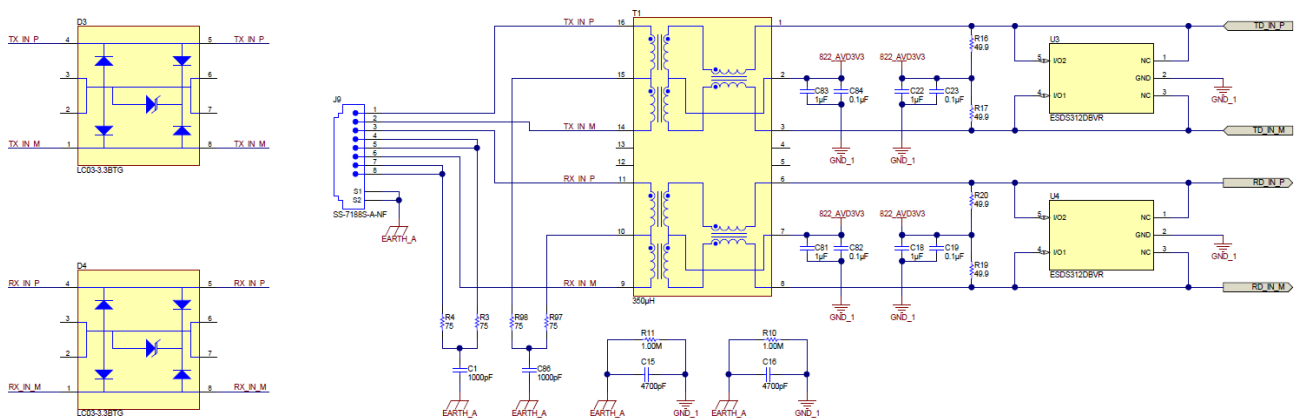 D3
TX_IN_P 4 5 TX_IN_P
3 6
2 7
TX_IN_M 1 8 TX_IN_M
LC03-3.3BTG
D4
RX_IN_P 4 5 RX_IN_P
3 6
2 7
RX_IN_M 1 8 RX_IN_M
LC03-3.3BTG
J9
1
2
3
4
5
6
7
8
S1
S2
SS-7188S-A-NF
EARTH_A
T1
TX_IN_P 16 1
15 2
TX_IN_M 14 3
13 4
12 5
RX_IN_P 11 6
10 7
RX_IN_M 9 8
350µH
822_AVD3V3 822_AVD3V3
C83 C84 C22 C23
1µF 0.1µF 1µF 0.1µF
GND_1 GND_1
R16
49.9
R17
49.9
U3
5 I/O2 NC 1
GND 2
4 I/O1 NC 3
ESDS312DBVR
GND_1
TD_IN_P
TD_IN_M
822_AVD3V3 822_AVD3V3
C81 C82 C18 C19
1µF 0.1µF 1µF 0.1µF
GND_1 GND_1
R20
49.9
R19
49.9
U4
5 I/O2 NC 1
GND 2
4 I/O1 NC 3
ESDS312DBVR
GND_1
RD_IN_P
RD_IN_M
R4 R3 R98 R97
75 75 75 75
C1 C86
1000pF 1000pF
EARTH_A EARTH_A
R11
1.00M
C15
4700pF
EARTH_A GND_1
R10
1.00M
C16
4700pF
EARTH_A GND_1